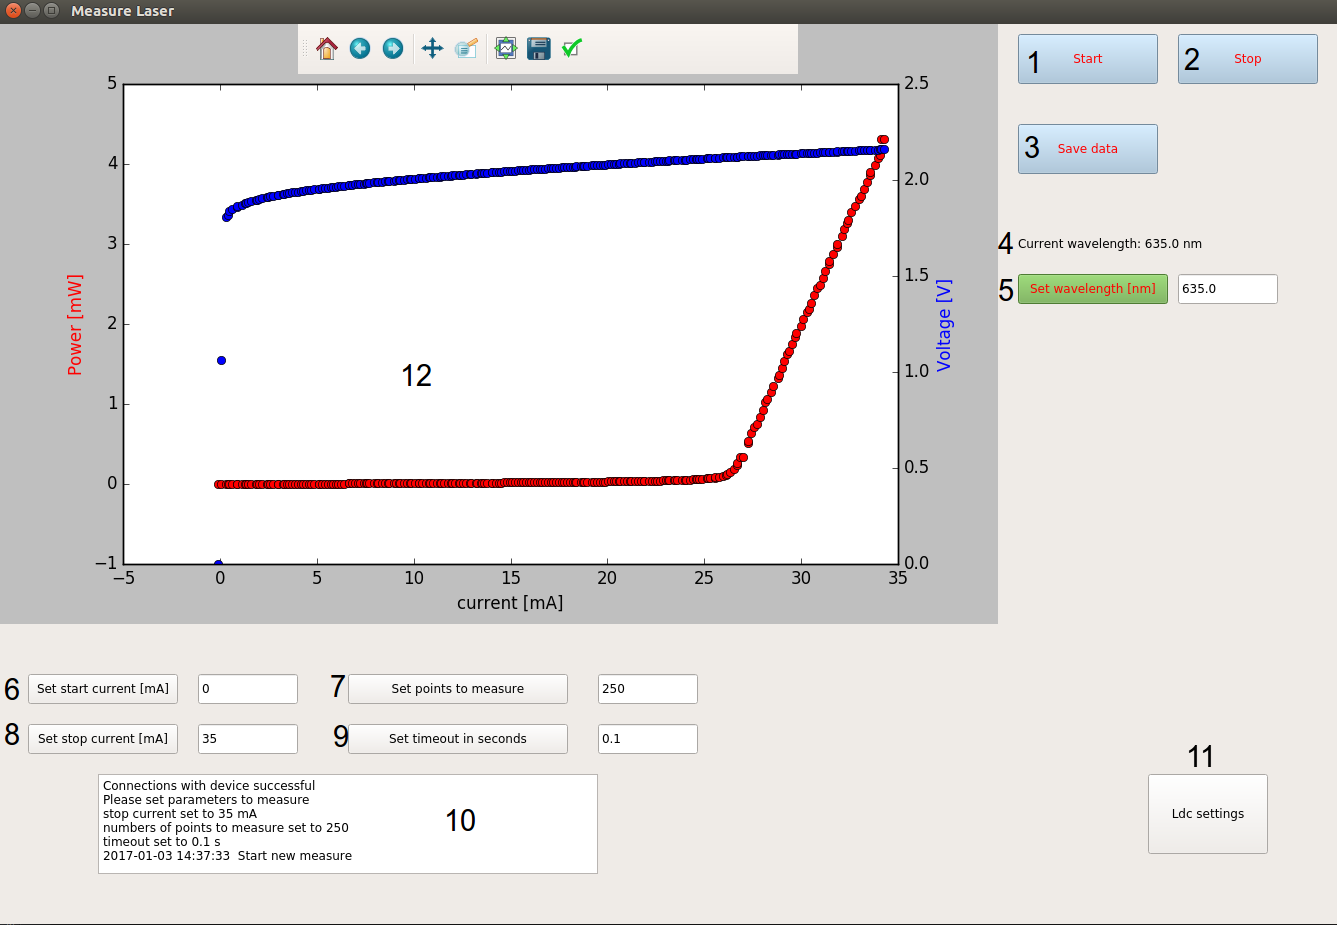 Measure Laser
1 Start
2 Stop
3 Save data
4 Current wavelength: 635.0 nm
5 Set wavelength [nm] 635.0
5
4
3
2
1
0
−1
Power [mW]
2.5
2.0
1.5
1.0
0.5
0.0
Voltage [V]
12
−5 0 5 10 15 20 25 30 35
current [mA]
6 Set start current [mA] 0
7 Set points to measure 250
8 Set stop current [mA] 35
9 Set timeout in seconds 0.1
Connections with device successful
Please set parameters to measure
stop current set to 35 mA
numbers of points to measure set to 250
timeout set to 0.1 s
2017-01-03 14:37:33  Start new measure
10
11
Ldc settings